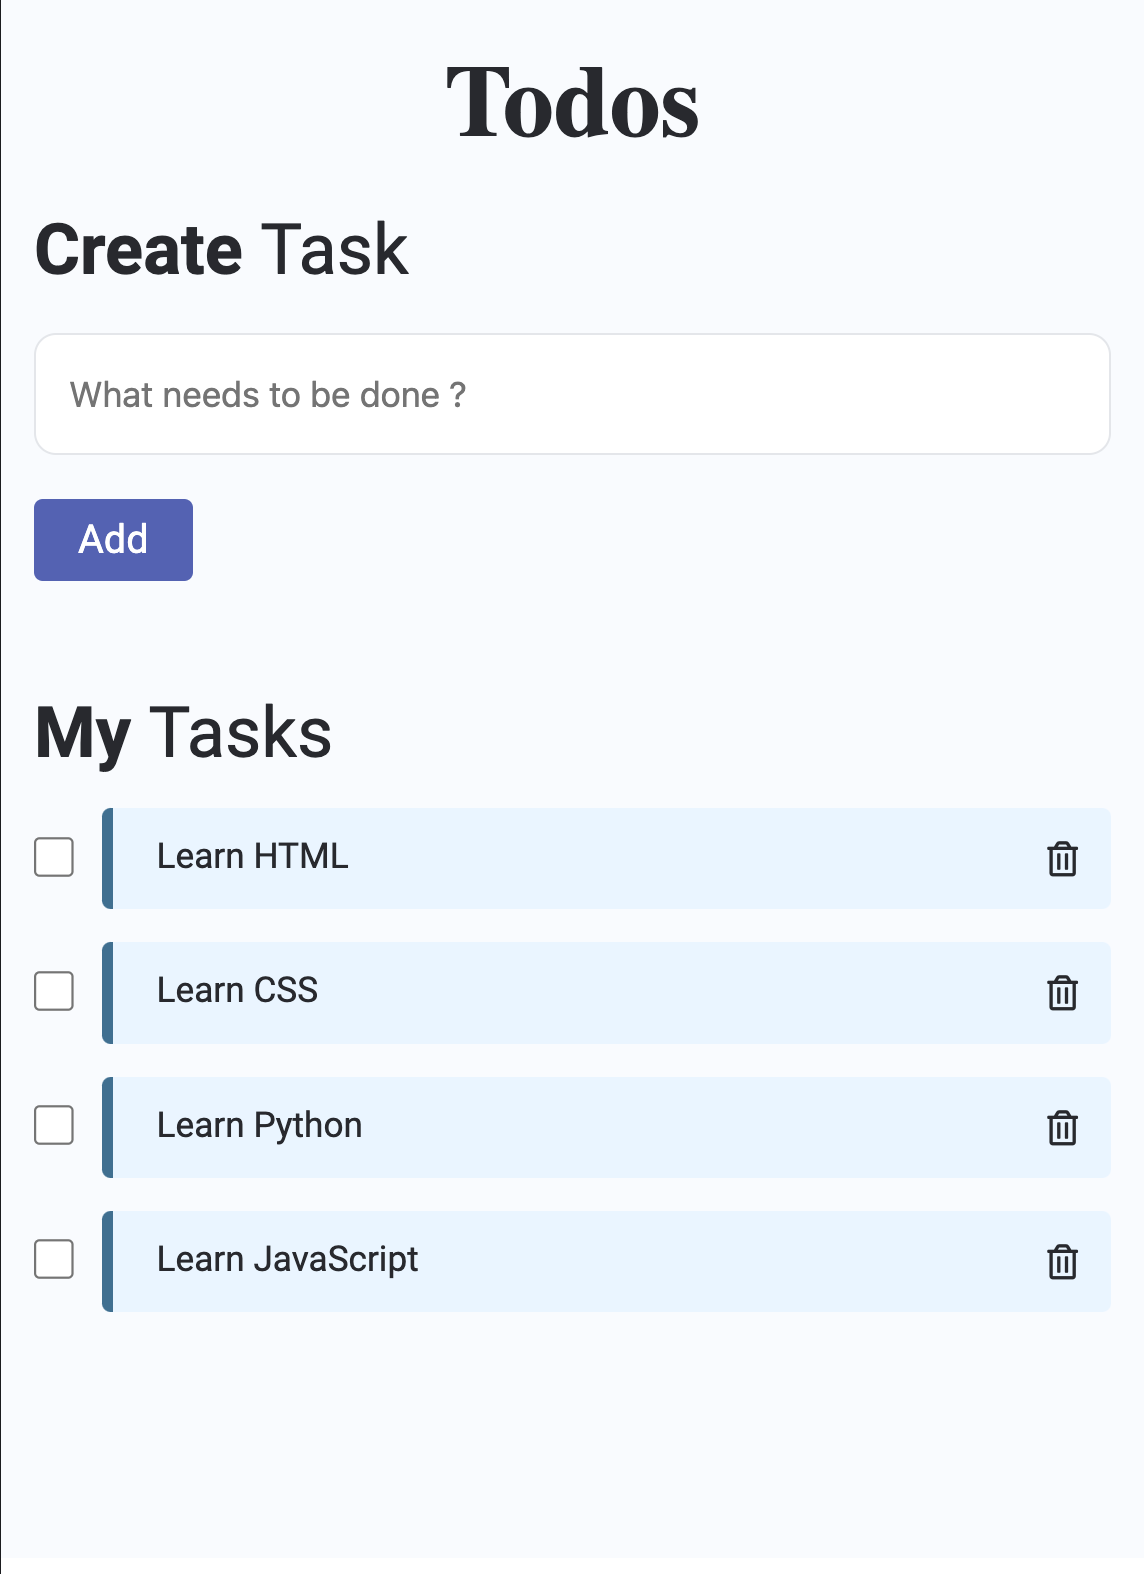 Todos
Create Task
What needs to be done ?
Add
My Tasks
Learn HTML
Learn CSS
Learn Python
Learn JavaScript